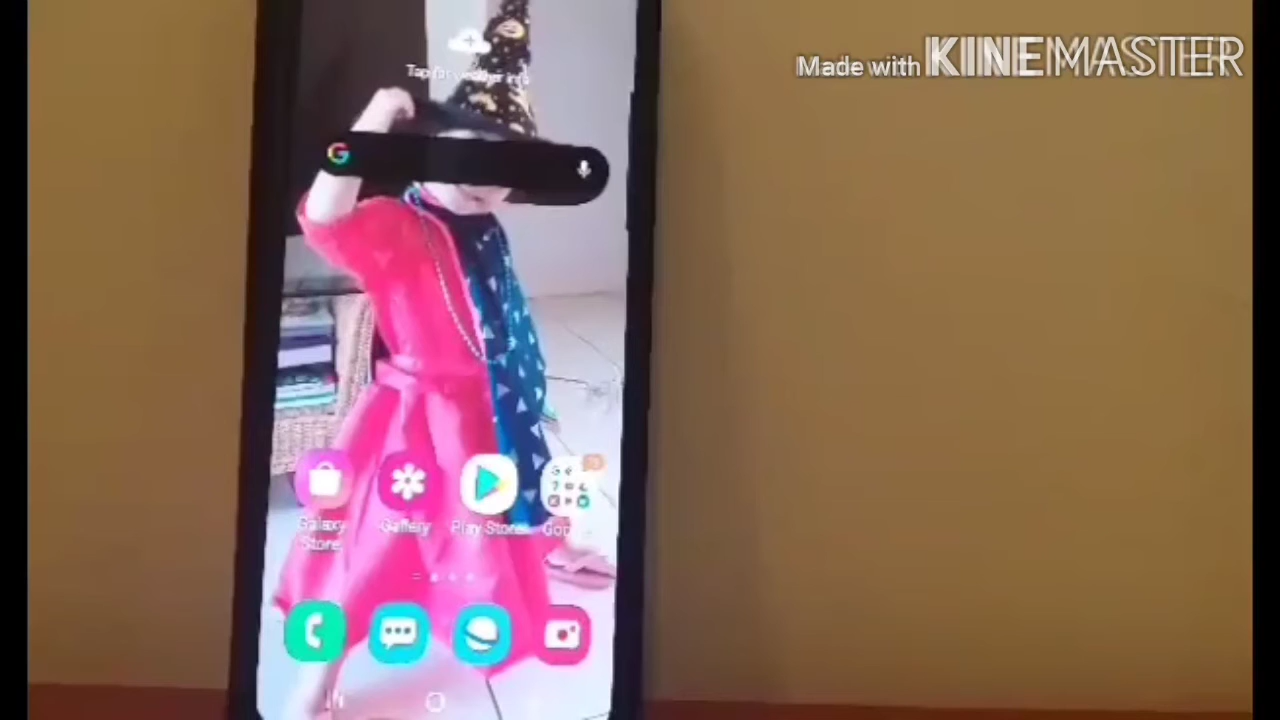 Made with KINEMASTER
Tap for weather info
G
Galaxy Store
Gallery
Play Store